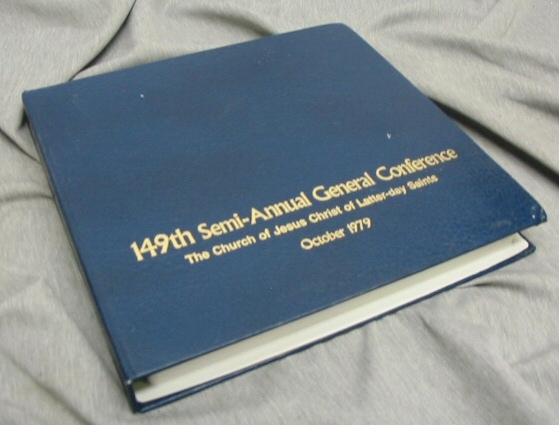 149th Semi-Annual General Conference
The Church of Jesus Christ of Latter-day Saints
October 1979